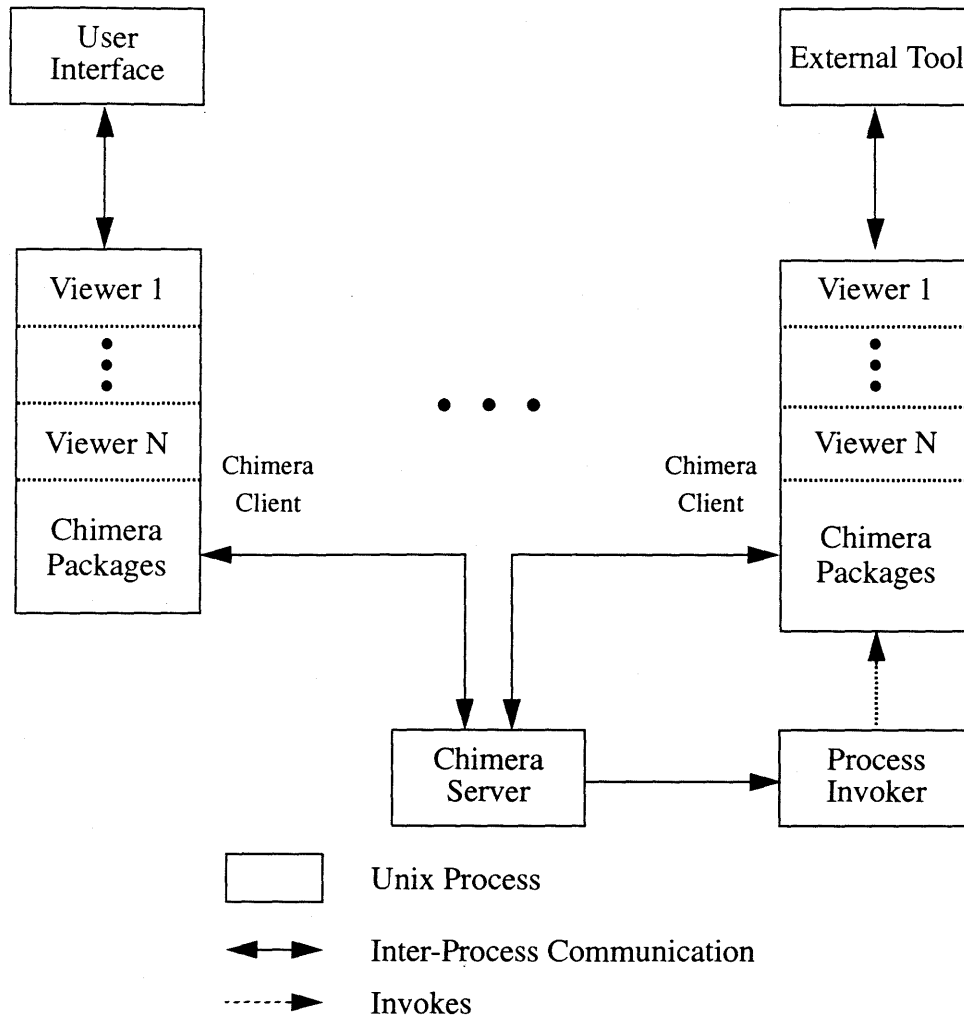 User
Interface
External Tool
Viewer 1
Viewer N
Chimera
Packages
Chimera
Client
Chimera
Client
Viewer 1
Viewer N
Chimera
Packages
Chimera
Server
Process
Invoker
Unix Process
Inter-Process Communication
Invokes